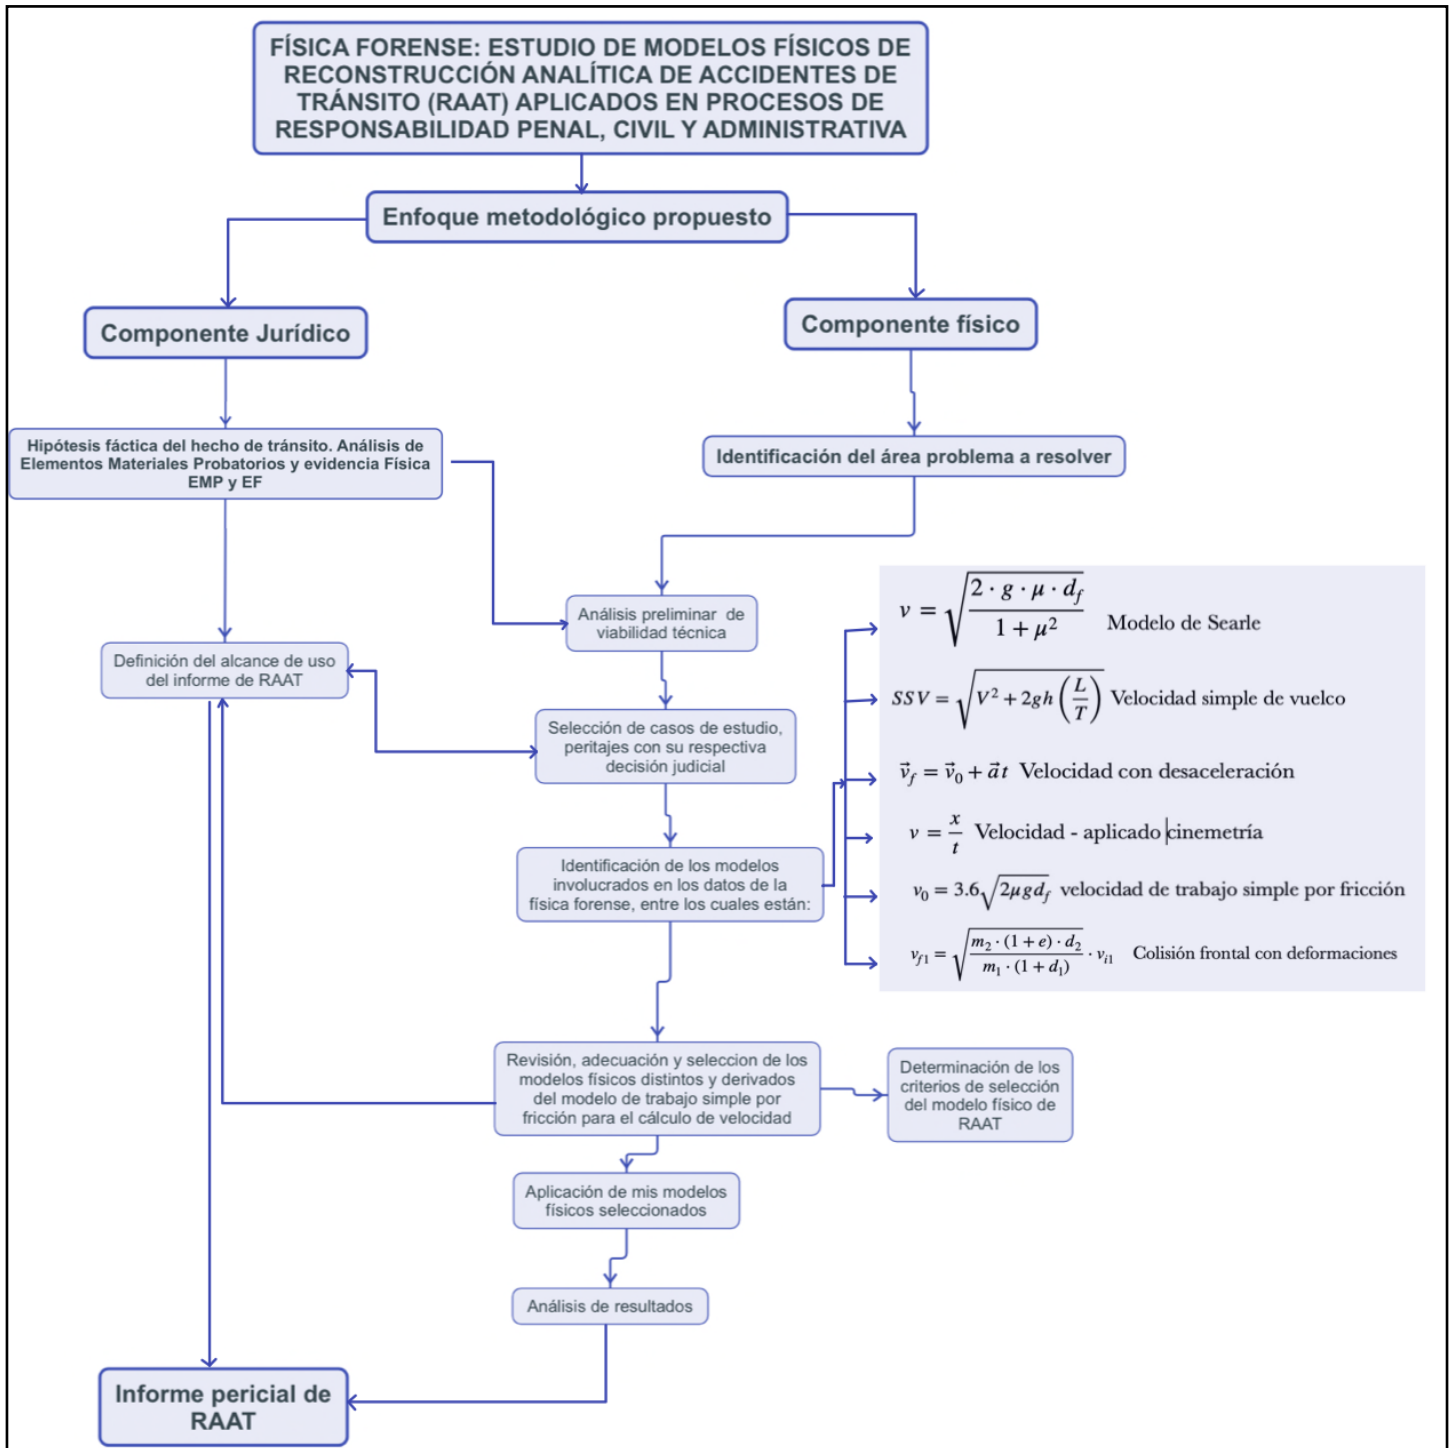 FÍSICA FORENSE: ESTUDIO DE MODELOS FÍSICOS DE
RECONSTRUCCIÓN ANALÍTICA DE ACCIDENTES DE
TRÁNSITO (RAAT) APLICADOS EN PROCESOS DE
RESPONSABILIDAD PENAL, CIVIL Y ADMINISTRATIVA
Enfoque metodológico propuesto
Componente Jurídico
Componente físico
Hipótesis fáctica del hecho de tránsito. Análisis de
Elementos Materiales Probatorios y evidencia Física
EMP y EF
Identificación del área problema a resolver
Análisis preliminar de
viabilidad técnica
Definición del alcance de uso
del informe de RAAT
Selección de casos de estudio,
peritajes con su respectiva
decisión judicial
Identificación de los modelos
involucrados en los datos de la
física forense, entre los cuales están:
v = √(2 · g · μ · d_f / (1 + μ²)) Modelo de Searle
SSV = √(V² + 2gh (L/T)) Velocidad simple de vuelco
v⃗_f = v⃗_0 + a⃗ t Velocidad con desaceleración
v = x/t Velocidad - aplicado cinemetría
v_0 = 3.6√(2μgd_f) velocidad de trabajo simple por fricción
v_f1 = √(m_2 · (1 + e) · d_2 / (m_1 · (1 + d_1))) · v_i1 Colisión frontal con deformaciones
Revisión, adecuación y seleccion de los
modelos físicos distintos y derivados
del modelo de trabajo simple por
fricción para el cálculo de velocidad
Determinación de los
criterios de selección
del modelo físico de
RAAT
Aplicación de mis modelos
físicos seleccionados
Análisis de resultados
Informe pericial de
RAAT